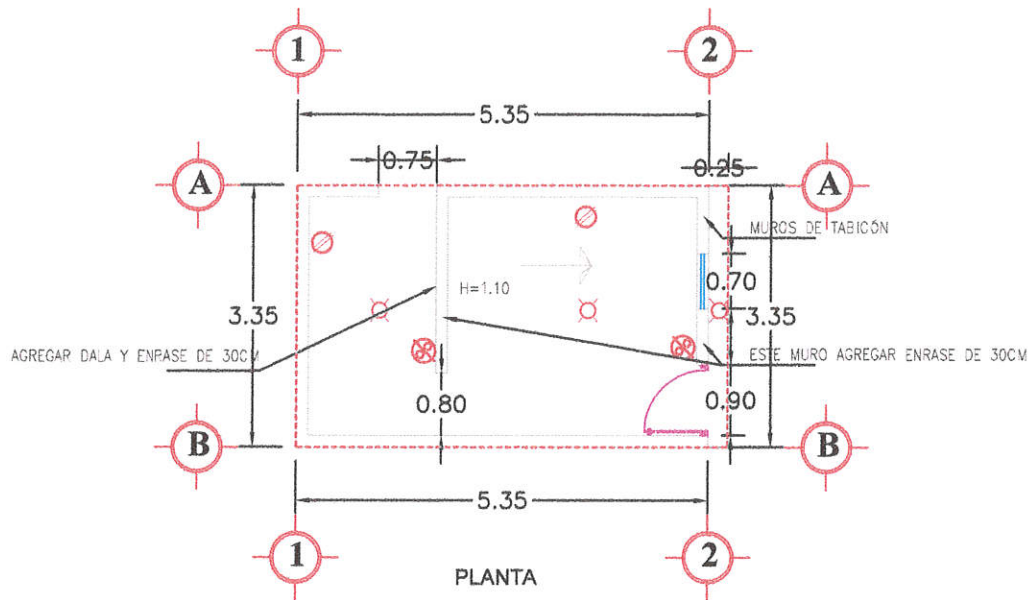 1
2
5.35
0.75
0.25
A
A
MUROS DE TABICÓN
0.70
H=1.10
3.35
3.35
AGREGAR DALA Y ENRASE DE 30CM
ESTE MURO AGREGAR ENRASE DE 30CM
0.80
0.90
B
B
5.35
1
2
PLANTA